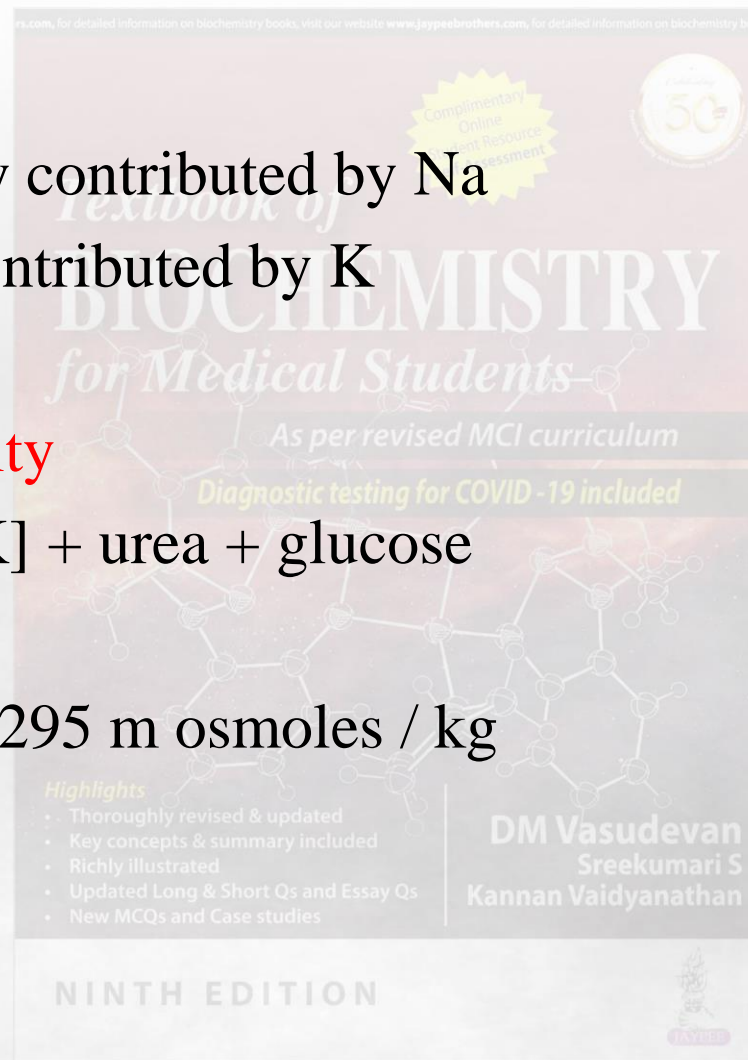 rs.com, for detailed information on biochemistry books, visit our website www.jaypeebrothers.com, for detailed information on biochemistry b
Complimentary
Online
Student Resource
Assessment
50
y contributed by Na
Textbook of
ntributed by K
BIOCHEMISTRY
for Medical Students
As per revised MCI curriculum
ity
Diagnostic testing for COVID -19 included
K] + urea + glucose
295 m osmoles / kg
Highlights
• Thoroughly revised & updated
• Key concepts & summary included
• Richly illustrated
• Updated Long & Short Qs and Essay Qs
• New MCQs and Case studies
DM Vasudevan
Sreekumari S
Kannan Vaidyanathan
NINTH EDITION
JAYPEE